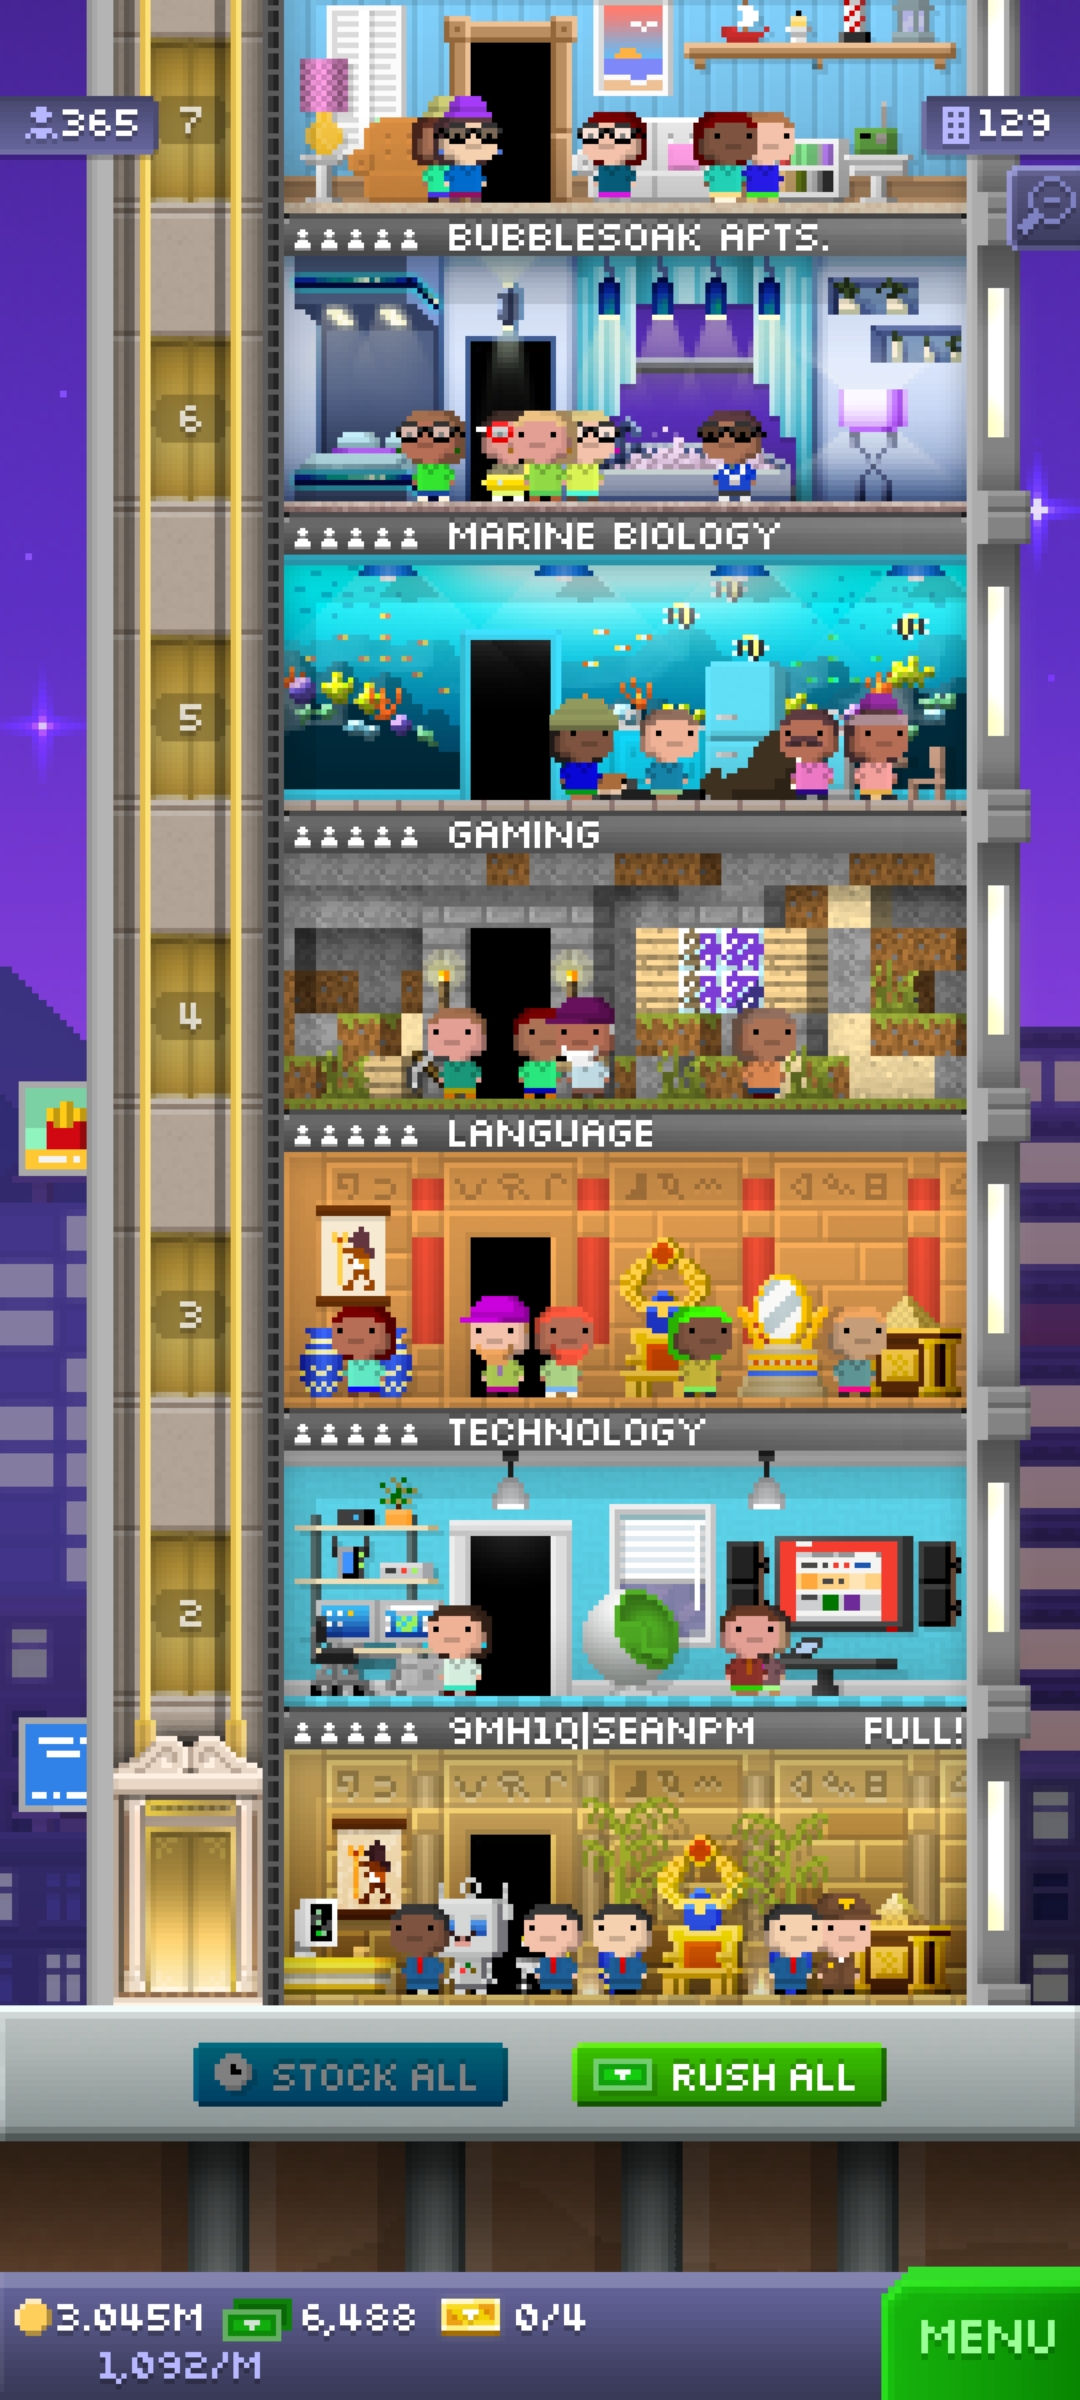 7
365
129
BUBBLESOAK APTS.
6
MARINE BIOLOGY
5
GAMING
4
LANGUAGE
3
TECHNOLOGY
2
9MH1Q|SEANPM FULL!
STOCK ALL
RUSH ALL
3.045M 6,488 0/4
1,092/M
MENU